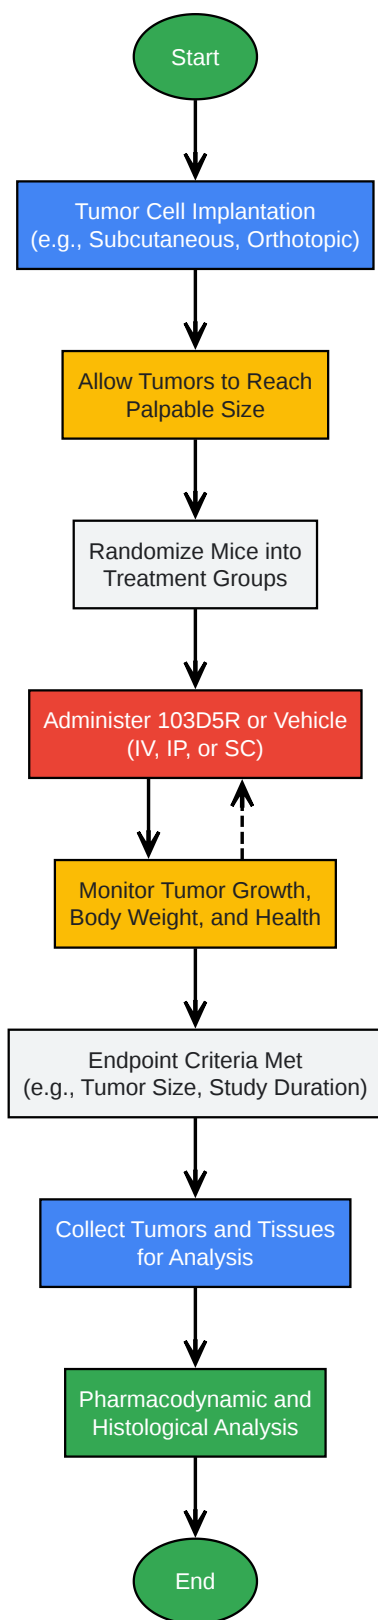 Start
Tumor Cell Implantation
(e.g., Subcutaneous, Orthotopic)
Allow Tumors to Reach
Palpable Size
Randomize Mice into
Treatment Groups
Administer 103D5R or Vehicle
(IV, IP, or SC)
Monitor Tumor Growth,
Body Weight, and Health
Endpoint Criteria Met
(e.g., Tumor Size, Study Duration)
Collect Tumors and Tissues
for Analysis
Pharmacodynamic and
Histological Analysis
End